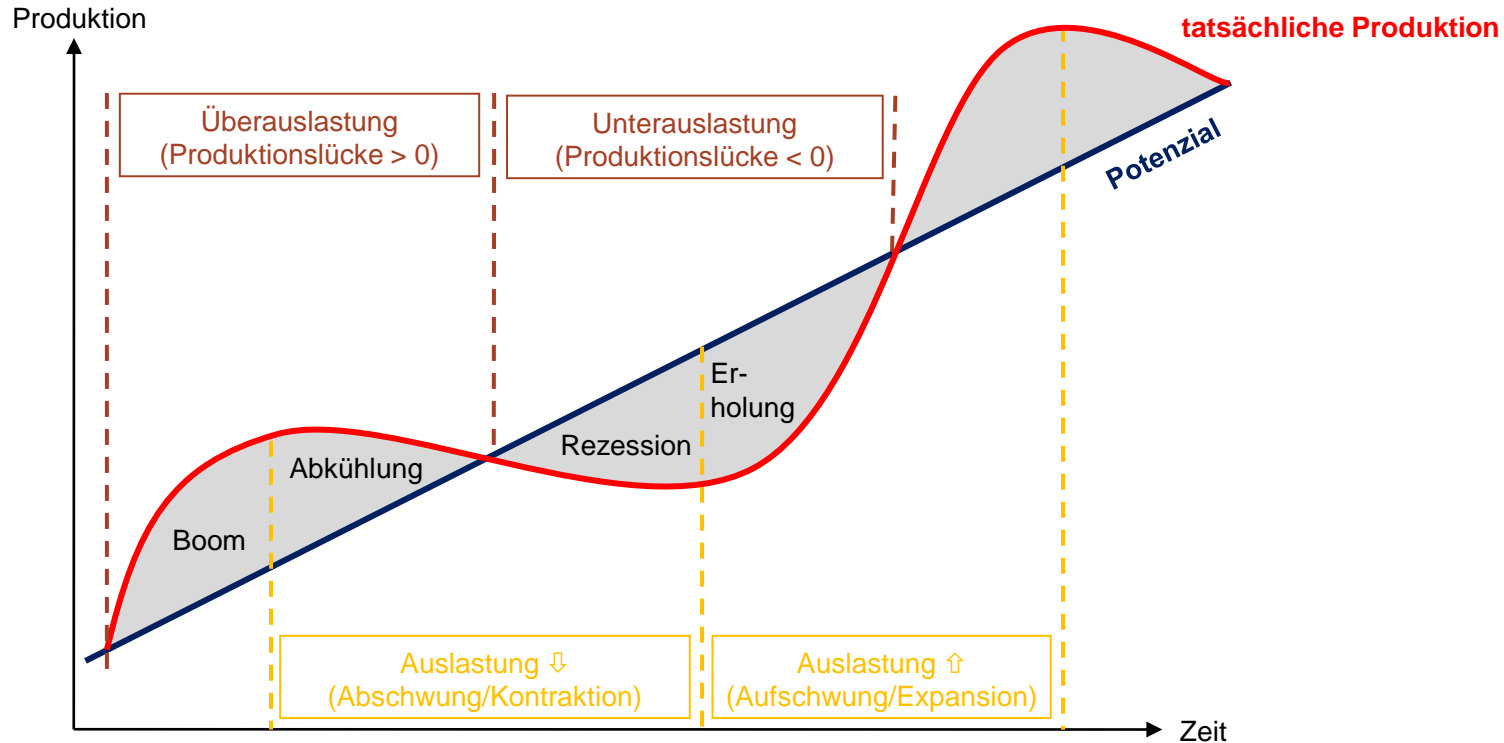 Produktion
tatsächliche Produktion
Überauslastung
(Produktionslücke > 0)
Unterauslastung
(Produktionslücke < 0)
Potenzial
Er-
holung
Rezession
Abkühlung
Boom
Auslastung ⇩
(Abschwung/Kontraktion)
Auslastung ⇧
(Aufschwung/Expansion)
Zeit